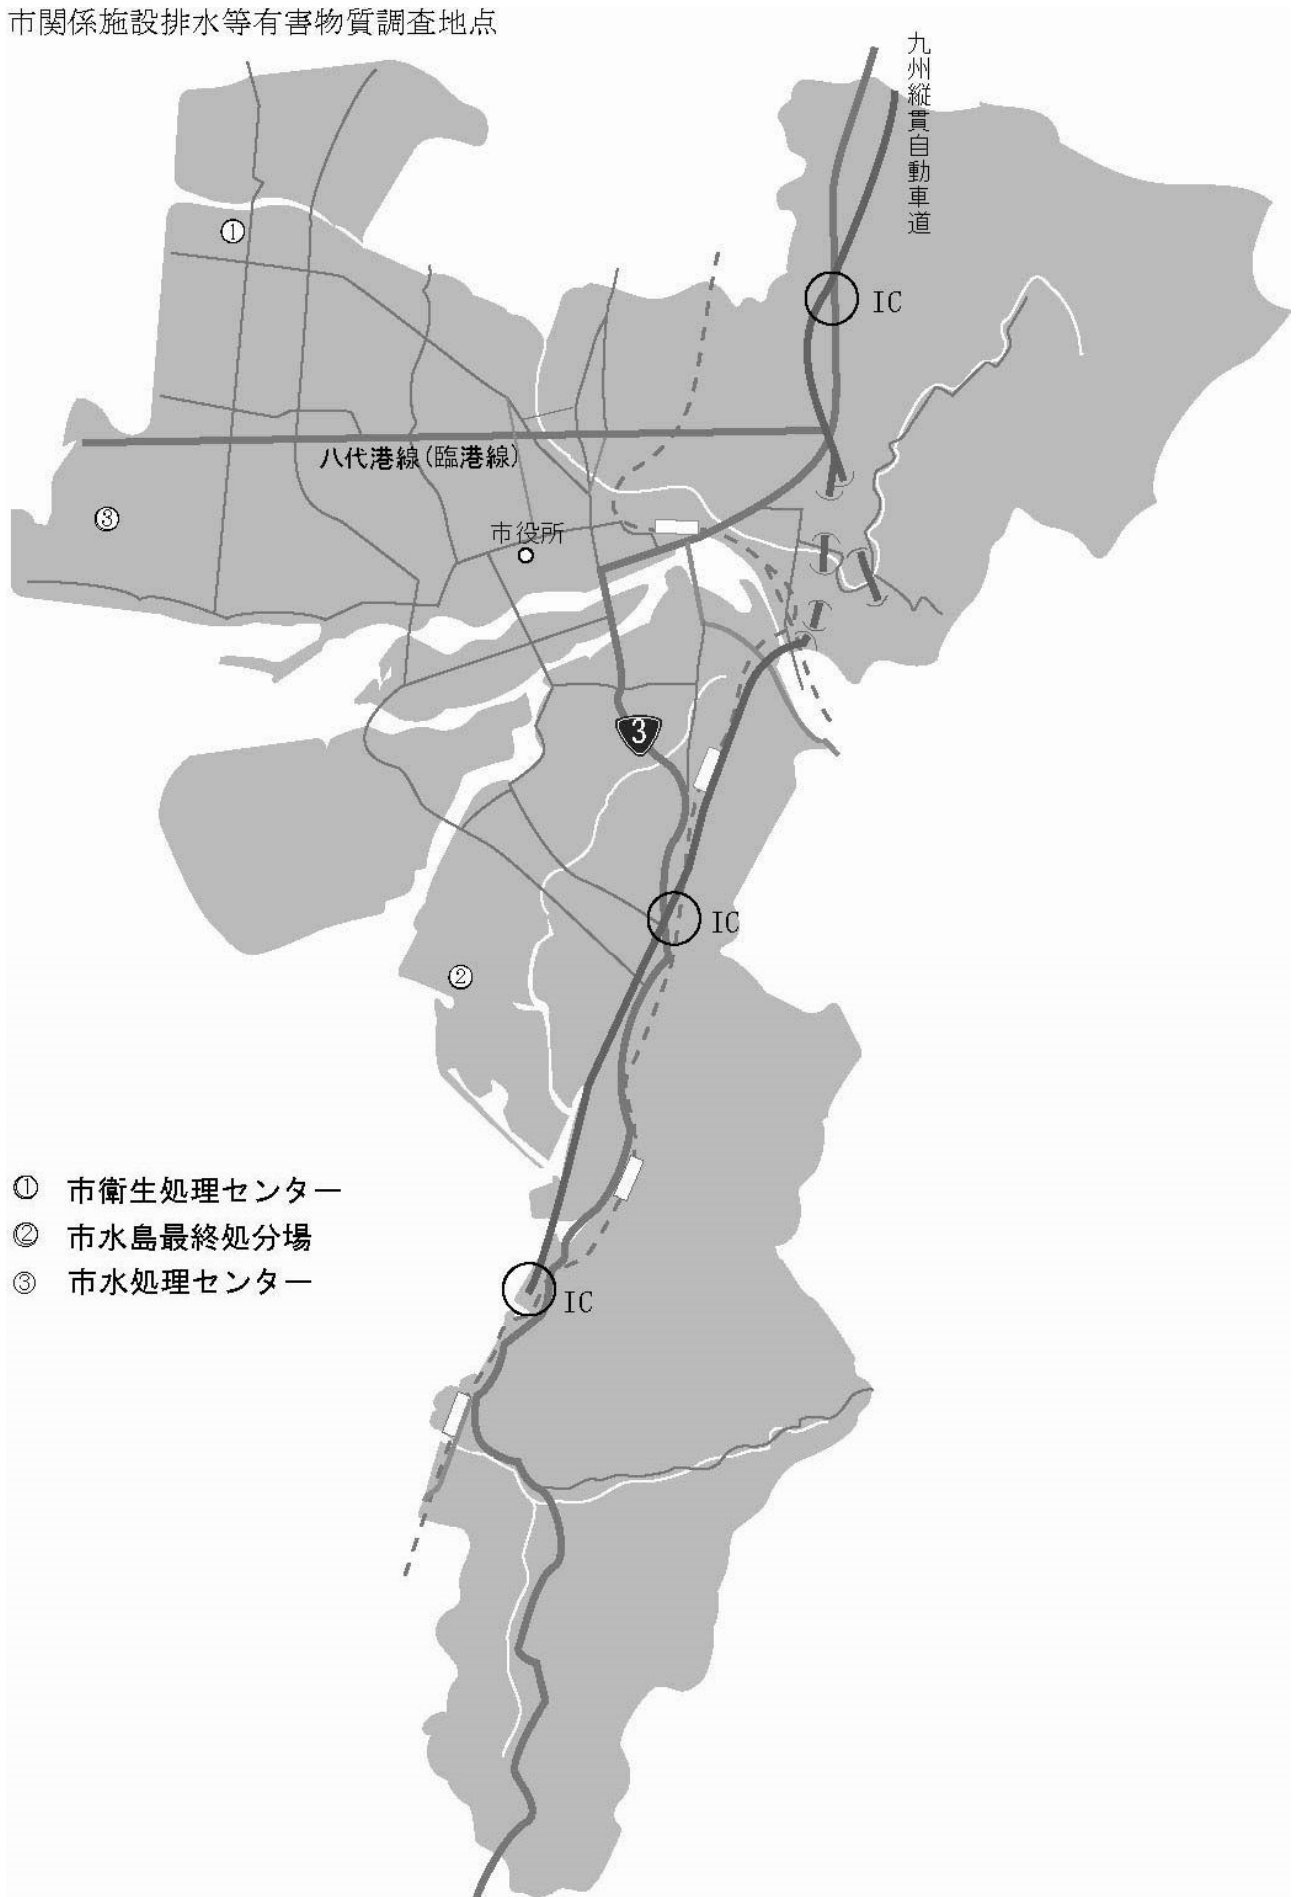 市関係施設排水等有害物質調査地点
九州縦貫自動車道
①
IC
八代港線(臨港線)
③
市役所
3
IC
②
① 市衛生処理センター
② 市水島最終処分場
③ 市水処理センター
IC